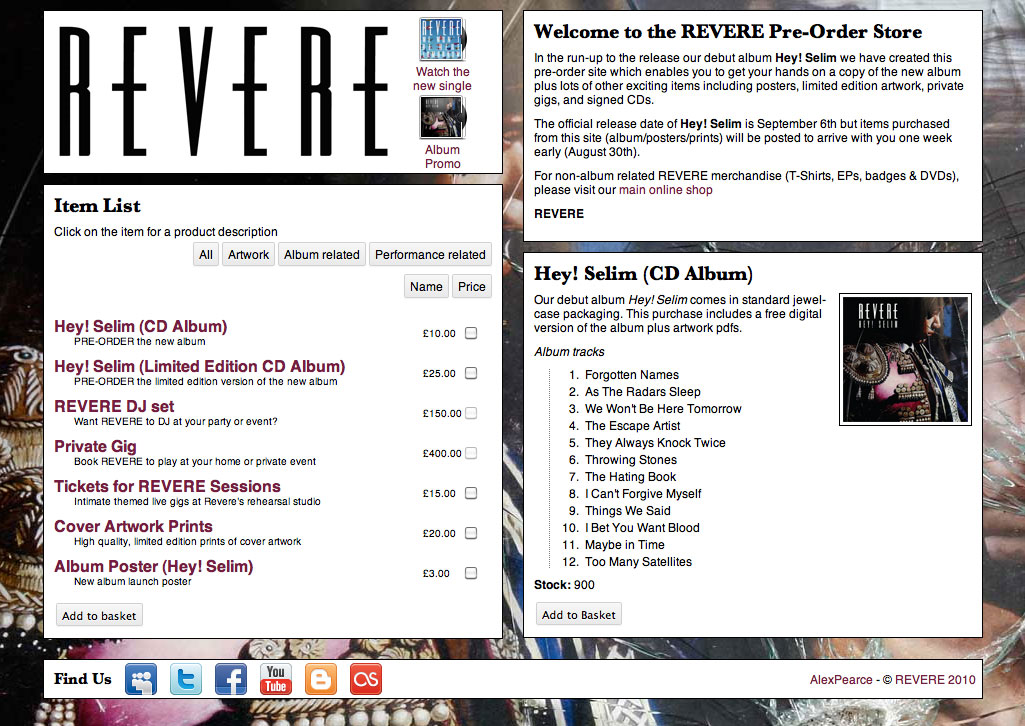 REVERE
Watch the
new single
Album
Promo
Item List
Click on the item for a product description
All Artwork Album related Performance related
Name Price
Hey! Selim (CD Album)
PRE-ORDER the new album
£10.00
Hey! Selim (Limited Edition CD Album)
PRE-ORDER the limited edition version of the new album
£25.00
REVERE DJ set
Want REVERE to DJ at your party or event?
£150.00
Private Gig
Book REVERE to play at your home or private event
£400.00
Tickets for REVERE Sessions
Intimate themed live gigs at Revere's rehearsal studio
£15.00
Cover Artwork Prints
High quality, limited edition prints of cover artwork
£20.00
Album Poster (Hey! Selim)
New album launch poster
£3.00
Add to basket
Welcome to the REVERE Pre-Order Store
In the run-up to the release our debut album Hey! Selim we have created this
pre-order site which enables you to get your hands on a copy of the new album
plus lots of other exciting items including posters, limited edition artwork, private
gigs, and signed CDs.
The official release date of Hey! Selim is September 6th but items purchased
from this site (album/posters/prints) will be posted to arrive with you one week
early (August 30th).
For non-album related REVERE merchandise (T-Shirts, EPs, badges & DVDs),
please visit our main online shop
REVERE
Hey! Selim (CD Album)
Our debut album Hey! Selim comes in standard jewel-
case packaging. This purchase includes a free digital
version of the album plus artwork pdfs.
REVERE
HEY! SELIM
Album tracks
1. Forgotten Names
2. As The Radars Sleep
3. We Won't Be Here Tomorrow
4. The Escape Artist
5. They Always Knock Twice
6. Throwing Stones
7. The Hating Book
8. I Can't Forgive Myself
9. Things We Said
10. I Bet You Want Blood
11. Maybe in Time
12. Too Many Satellites
Stock: 900
Add to Basket
Find Us
You
Tube
AlexPearce - © REVERE 2010